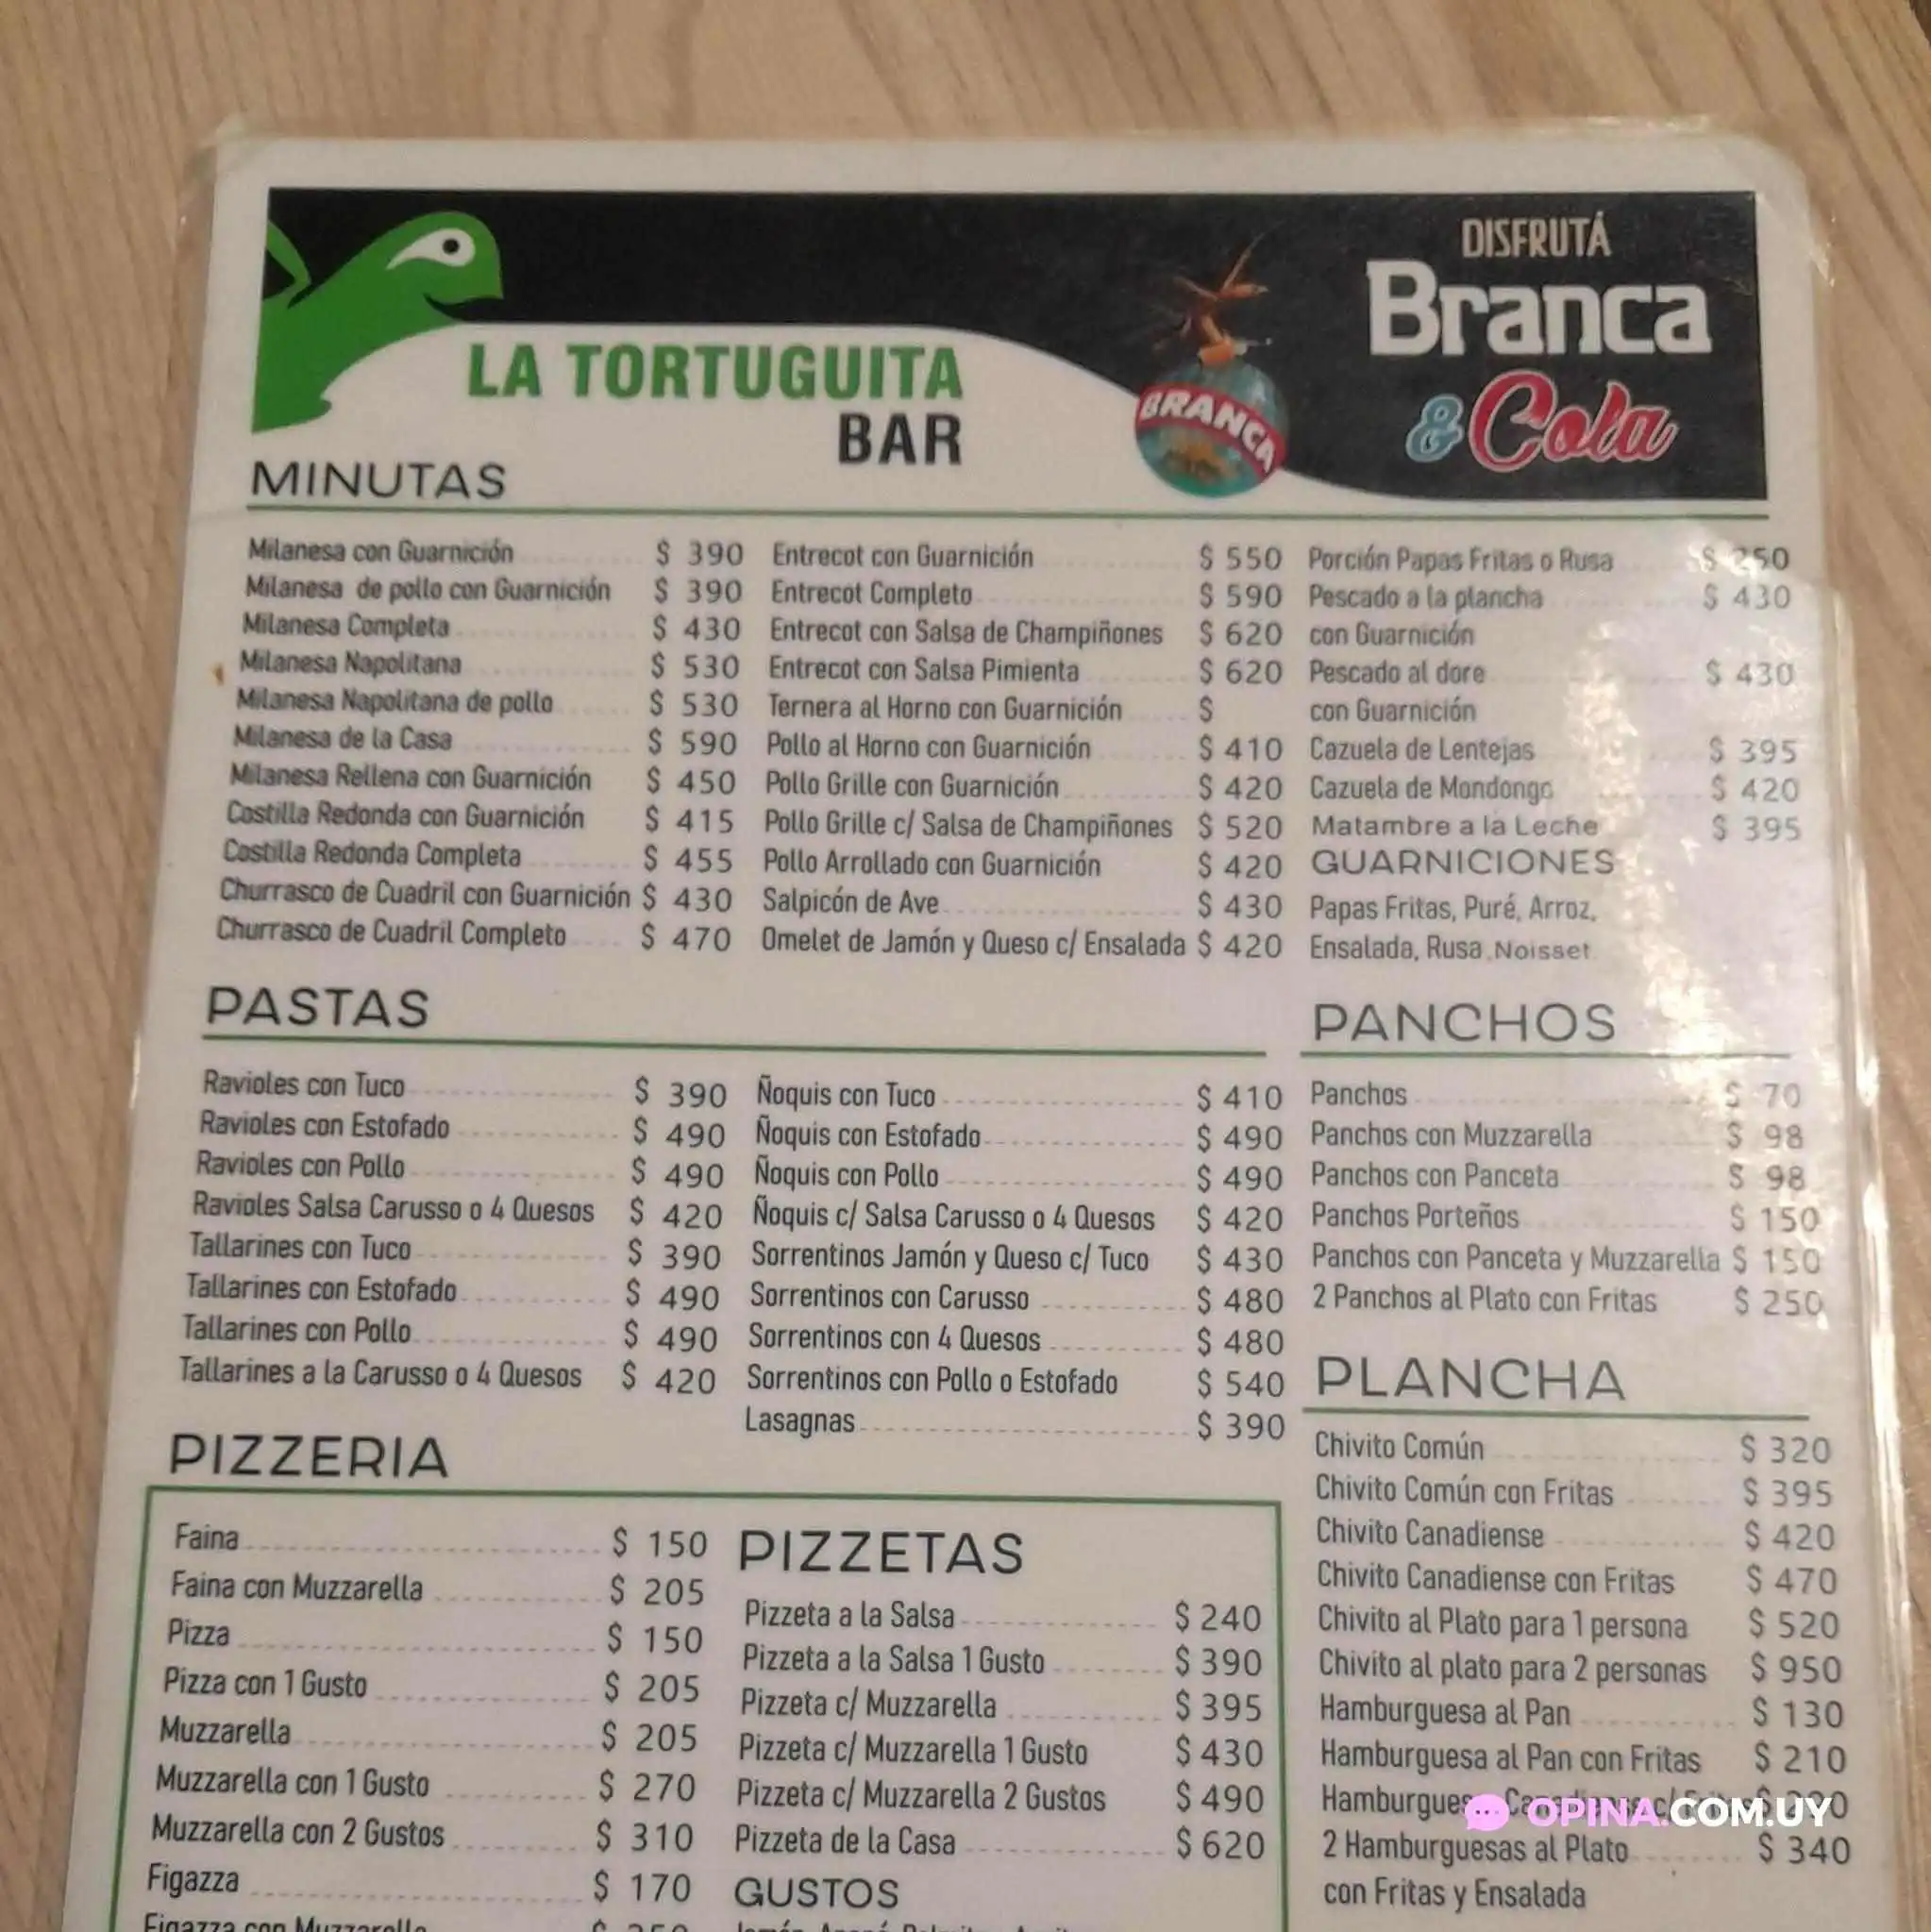 DISFRUTÁ
Branca
& Cola
BRANCA
LA TORTUGUITA
BAR
MINUTAS
Milanesa con Guarnición $ 390
Milanesa de pollo con Guarnición $ 390
Milanesa Completa $ 430
Milanesa Napolitana $ 530
Milanesa Napolitana de pollo $ 530
Milanesa de la Casa $ 590
Milanesa Rellena con Guarnición $ 450
Costilla Redonda con Guarnición $ 415
Costilla Redonda Completa $ 455
Churrasco de Cuadril con Guarnición $ 430
Churrasco de Cuadril Completo $ 470
Entrecot con Guarnición $ 550
Entrecot Completo $ 590
Entrecot con Salsa de Champiñones $ 620
Entrecot con Salsa Pimienta $ 620
Ternera al Horno con Guarnición $
Pollo al Horno con Guarnición $ 410
Pollo Grille con Guarnición $ 420
Pollo Grille c/ Salsa de Champiñones $ 520
Pollo Arrollado con Guarnición $ 420
Salpicón de Ave $ 430
Omelet de Jamón y Queso c/ Ensalada $ 420
Porción Papas Fritas o Rusa $ 250
Pescado a la plancha $ 430
con Guarnición
Pescado al dore $ 430
con Guarnición
Cazuela de Lentejas $ 395
Cazuela de Mondongo $ 420
Matambre a la Leche $ 395
GUARNICIONES
Papas Fritas, Puré, Arroz,
Ensalada, Rusa, Noisset
PASTAS
Ravioles con Tuco $ 390
Ravioles con Estofado $ 490
Ravioles con Pollo $ 490
Ravioles Salsa Carusso o 4 Quesos $ 420
Tallarines con Tuco $ 390
Tallarines con Estofado $ 490
Tallarines con Pollo $ 490
Tallarines a la Carusso o 4 Quesos $ 420
Ñoquis con Tuco $ 410
Ñoquis con Estofado $ 490
Ñoquis con Pollo $ 490
Ñoquis c/ Salsa Carusso o 4 Quesos $ 420
Sorrentinos Jamón y Queso c/ Tuco $ 430
Sorrentinos con Carusso $ 480
Sorrentinos con 4 Quesos $ 480
Sorrentinos con Pollo o Estofado $ 540
Lasagnas $ 390
PANCHOS
Panchos $ 70
Panchos con Muzzarella $ 98
Panchos con Panceta $ 98
Panchos Porteños $ 150
Panchos con Panceta y Muzzarella $ 150
2 Panchos al Plato con Fritas $ 250
PLANCHA
Chivito Común $ 320
Chivito Común con Fritas $ 395
Chivito Canadiense $ 420
Chivito Canadiense con Fritas $ 470
Chivito al Plato para 1 persona $ 520
Chivito al plato para 2 personas $ 950
Hamburguesa al Pan $ 130
Hamburguesa al Pan con Fritas $ 210
OPINA.COM.UY
2 Hamburguesas al Plato $ 340
con Fritas y Ensalada
PIZZERIA
Faina $ 150
Faina con Muzzarella $ 205
Pizza $ 150
Pizza con 1 Gusto $ 205
Muzzarella $ 205
Muzzarella con 1 Gusto $ 270
Muzzarella con 2 Gustos $ 310
Figazza $ 170
Figazza con Muzzarella
PIZZETAS
Pizzeta a la Salsa $ 240
Pizzeta a la Salsa 1 Gusto $ 390
Pizzeta c/ Muzzarella $ 395
Pizzeta c/ Muzzarella 1 Gusto $ 430
Pizzeta c/ Muzzarella 2 Gustos $ 490
Pizzeta de la Casa $ 620
GUSTOS